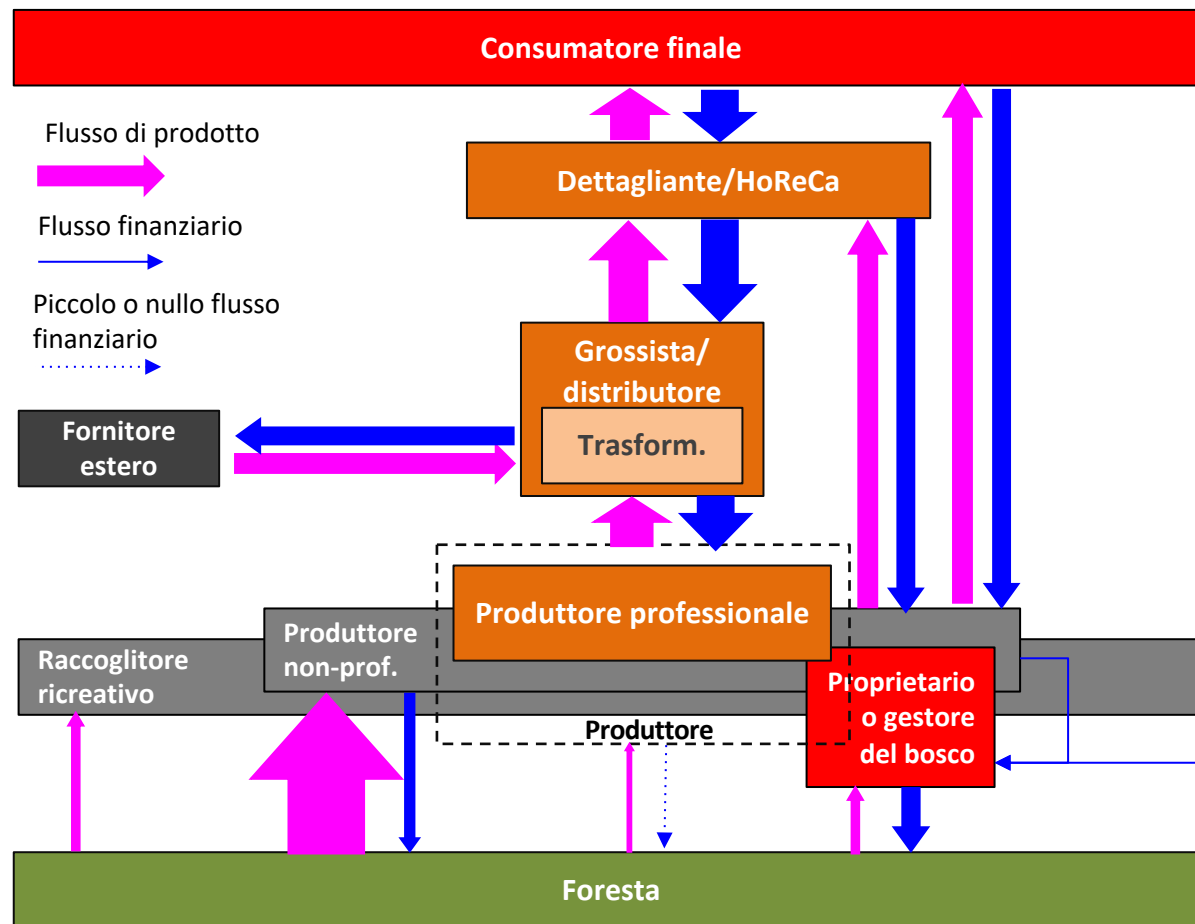 Consumatore finale
Flusso di prodotto
Dettagliante/HoReCa
Flusso finanziario
Piccolo o nullo flusso
finanziario
Grossista/
distributore
Trasform.
Fornitore
estero
Produttore professionale
Produttore
non-prof.
Raccoglitore
ricreativo
Proprietario
o gestore
del bosco
Produttore
Foresta